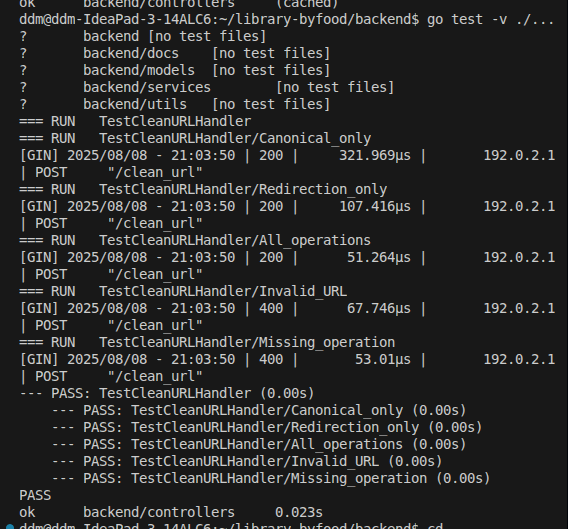 ok      backend/controllers     (cached)
ddm@ddm-IdeaPad-3-14ALC6:~/library-byfood/backend$ go test -v ./...
?       backend [no test files]
?       backend/docs    [no test files]
?       backend/models  [no test files]
?       backend/services        [no test files]
?       backend/utils   [no test files]
=== RUN   TestCleanURLHandler
=== RUN   TestCleanURLHandler/Canonical_only
[GIN] 2025/08/08 - 21:03:50 | 200 |     321.969µs |       192.0.2.1
| POST     "/clean_url"
=== RUN   TestCleanURLHandler/Redirection_only
[GIN] 2025/08/08 - 21:03:50 | 200 |     107.416µs |       192.0.2.1
| POST     "/clean_url"
=== RUN   TestCleanURLHandler/All_operations
[GIN] 2025/08/08 - 21:03:50 | 200 |      51.264µs |       192.0.2.1
| POST     "/clean_url"
=== RUN   TestCleanURLHandler/Invalid_URL
[GIN] 2025/08/08 - 21:03:50 | 400 |      67.746µs |       192.0.2.1
| POST     "/clean_url"
=== RUN   TestCleanURLHandler/Missing_operation
[GIN] 2025/08/08 - 21:03:50 | 400 |       53.01µs |       192.0.2.1
| POST     "/clean_url"
--- PASS: TestCleanURLHandler (0.00s)
    --- PASS: TestCleanURLHandler/Canonical_only (0.00s)
    --- PASS: TestCleanURLHandler/Redirection_only (0.00s)
    --- PASS: TestCleanURLHandler/All_operations (0.00s)
    --- PASS: TestCleanURLHandler/Invalid_URL (0.00s)
    --- PASS: TestCleanURLHandler/Missing_operation (0.00s)
PASS
ok      backend/controllers     0.023s
ddm@ddm-IdeaPad-3-14ALC6:~/library-byfood/backend$ cd